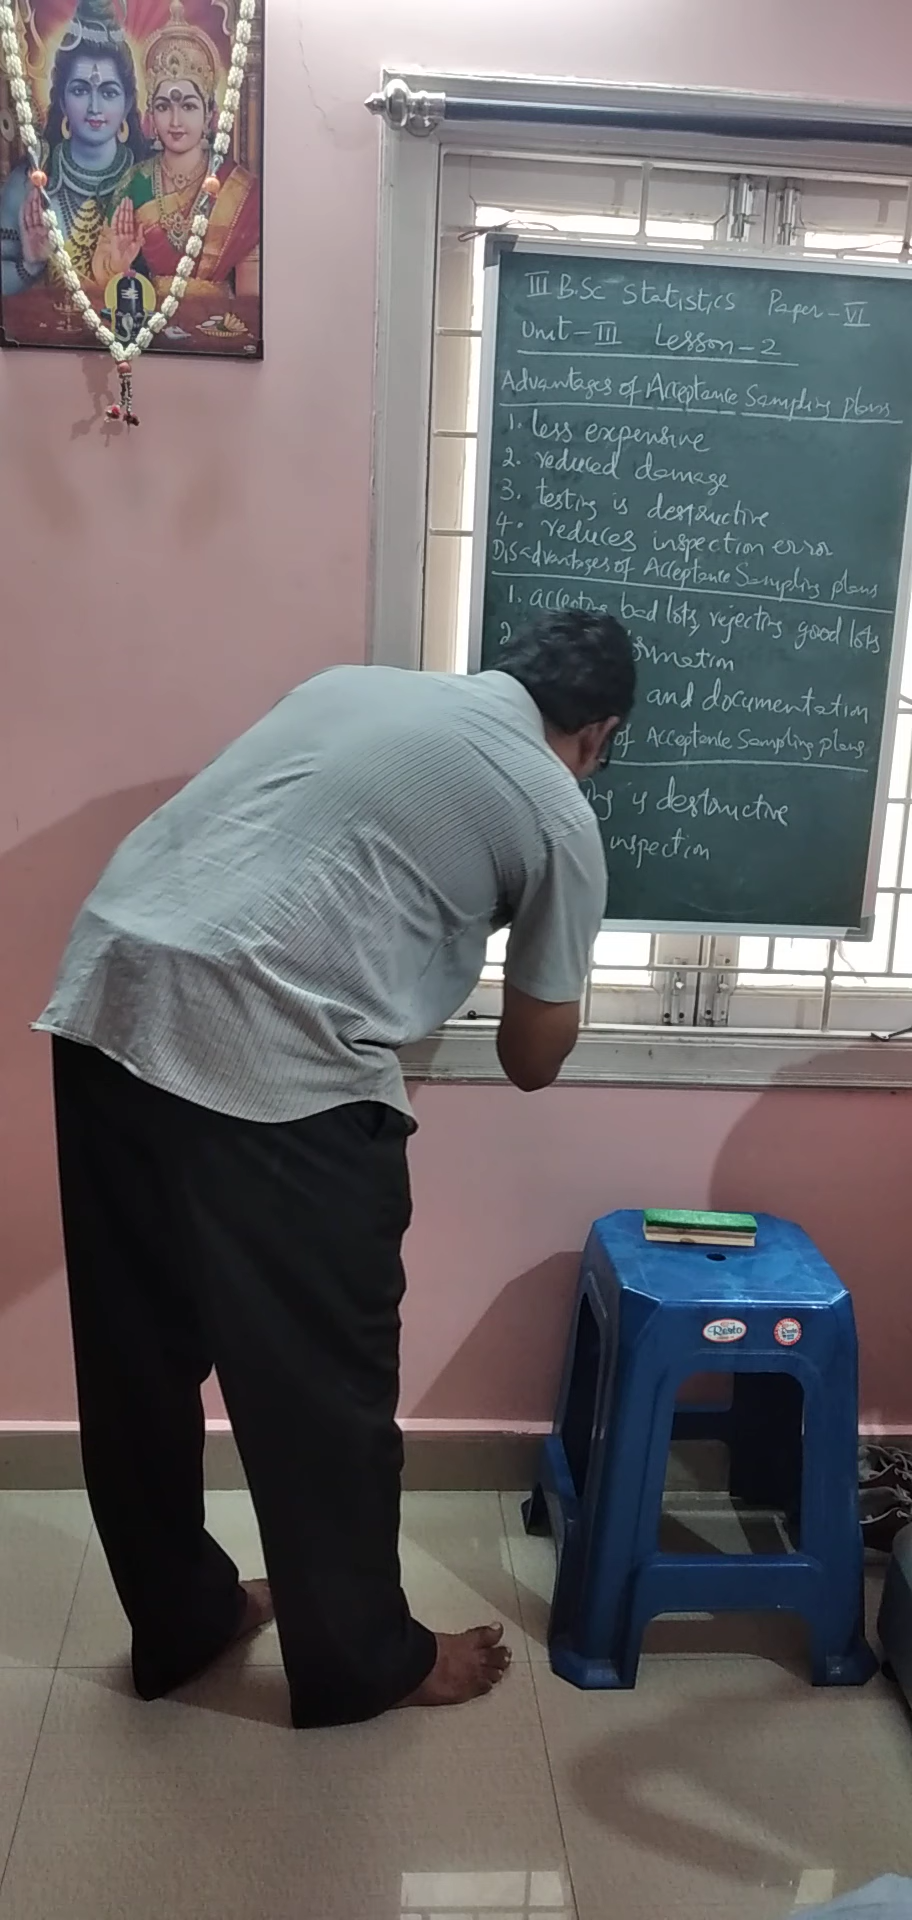 III B.Sc Statistics Paper-VI
Unit-III Lesson-2
Advantages of Acceptance Sampling plans
1. less expensive
2. reduced damage
3. testing is destructive
4. reduces inspection error
Disadvantages of Acceptance Sampling plans
1. accepting bad lots, rejecting good lots
2
and documentation
of Acceptance Sampling plans
is destructive
inspection
Resto